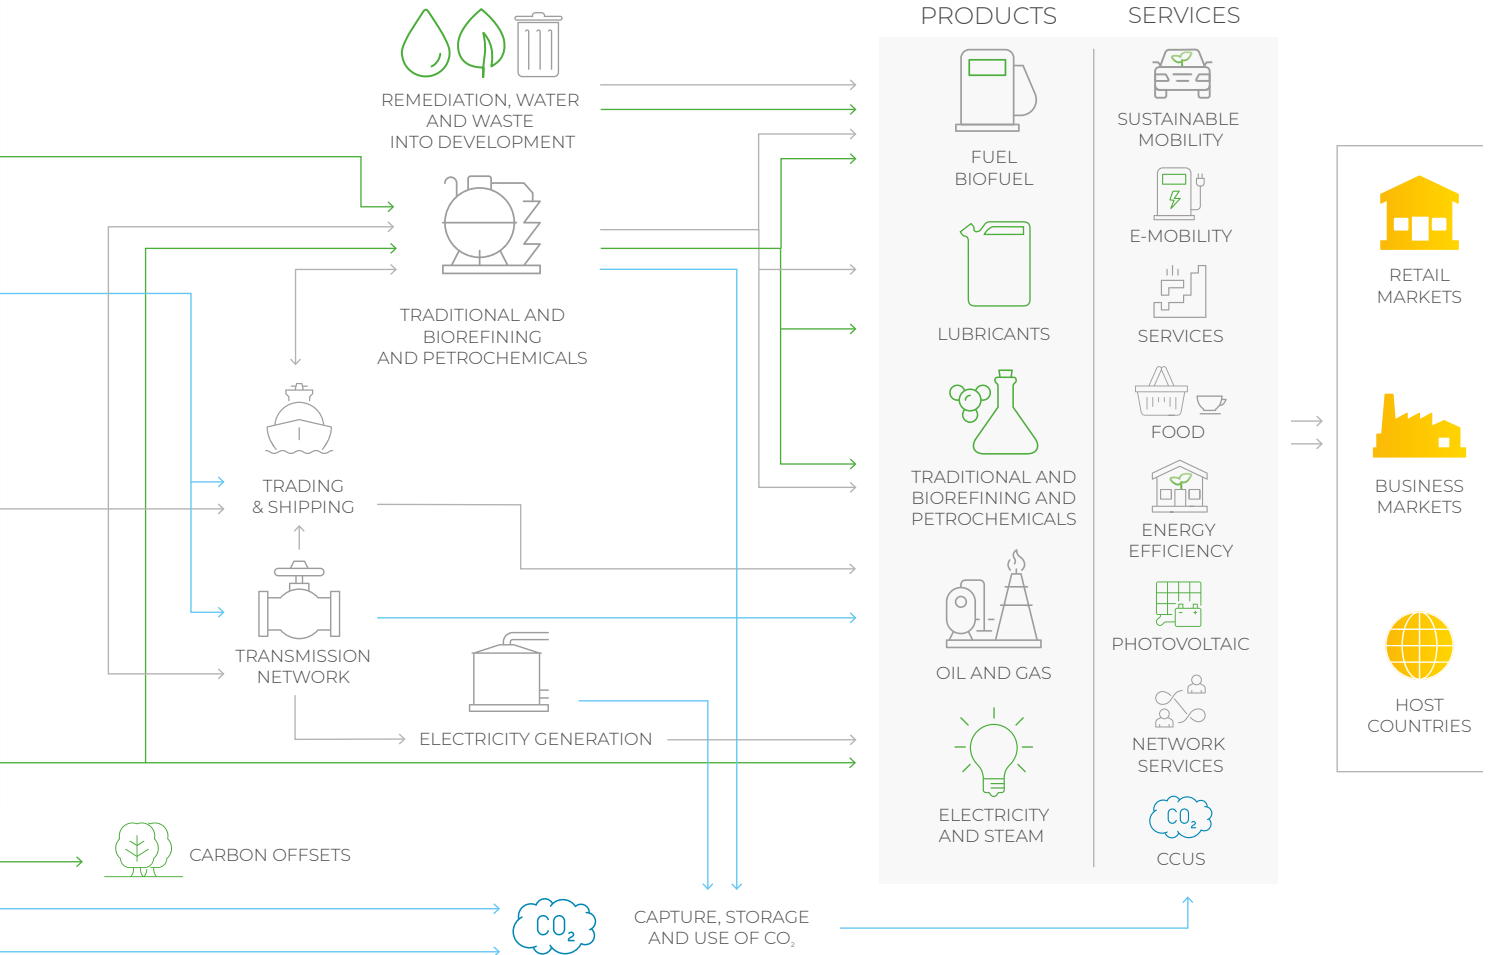 PRODUCTS
SERVICES
REMEDIATION, WATER
AND WASTE
INTO DEVELOPMENT
TRADITIONAL AND
BIOREFINING
AND PETROCHEMICALS
TRADING
& SHIPPING
TRANSMISSION
NETWORK
ELECTRICITY GENERATION
CARBON OFFSETS
CO₂
CAPTURE, STORAGE
AND USE OF CO₂
FUEL
BIOFUEL
LUBRICANTS
TRADITIONAL AND
BIOREFINING AND
PETROCHEMICALS
OIL AND GAS
ELECTRICITY
AND STEAM
SUSTAINABLE
MOBILITY
E-MOBILITY
SERVICES
FOOD
ENERGY
EFFICIENCY
PHOTOVOLTAIC
NETWORK
SERVICES
CO₂
CCUS
RETAIL
MARKETS
BUSINESS
MARKETS
HOST
COUNTRIES